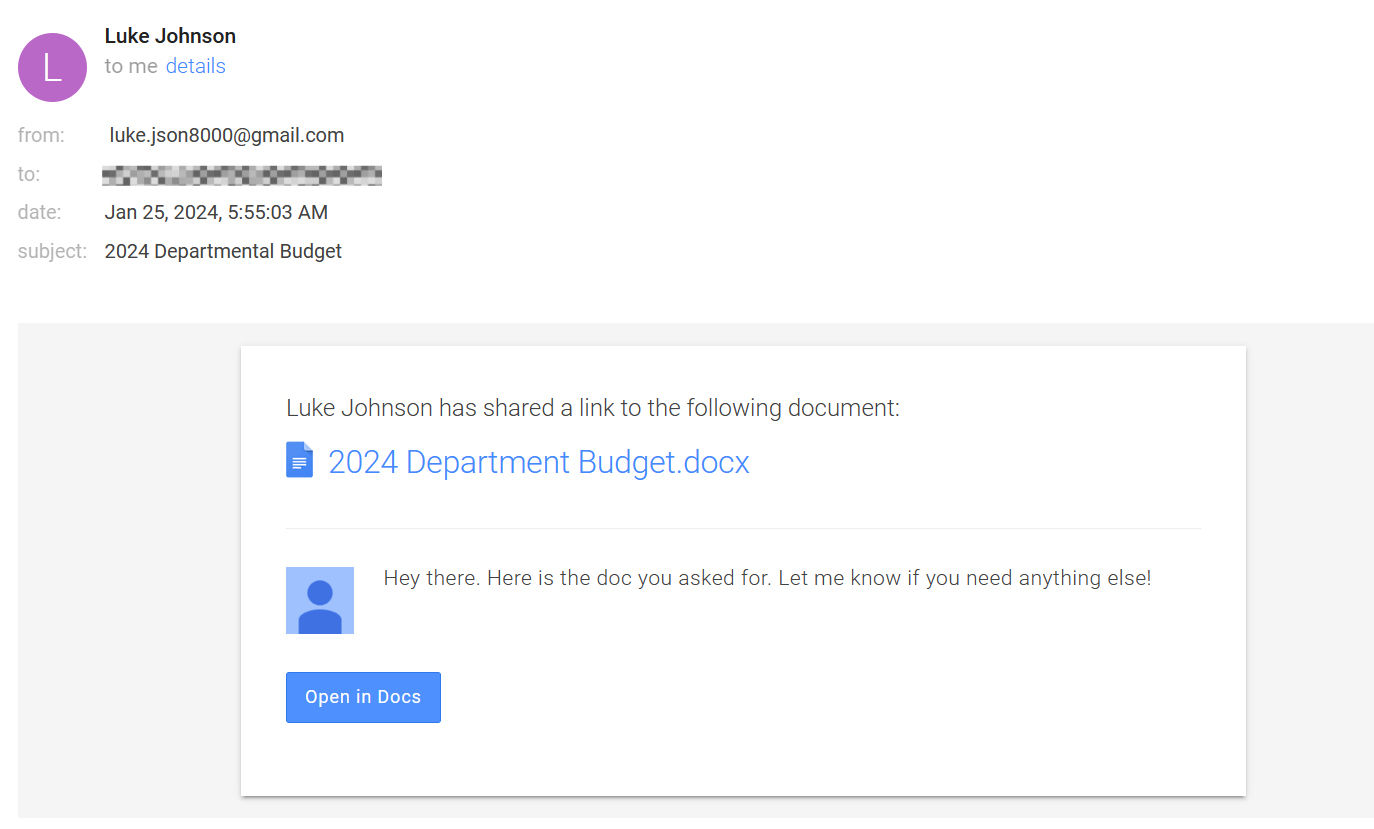 Luke Johnson
L
to me details
from: luke.json8000@gmail.com
to:
date: Jan 25, 2024, 5:55:03 AM
subject: 2024 Departmental Budget
Luke Johnson has shared a link to the following document:
2024 Department Budget.docx
Hey there. Here is the doc you asked for. Let me know if you need anything else!
Open in Docs